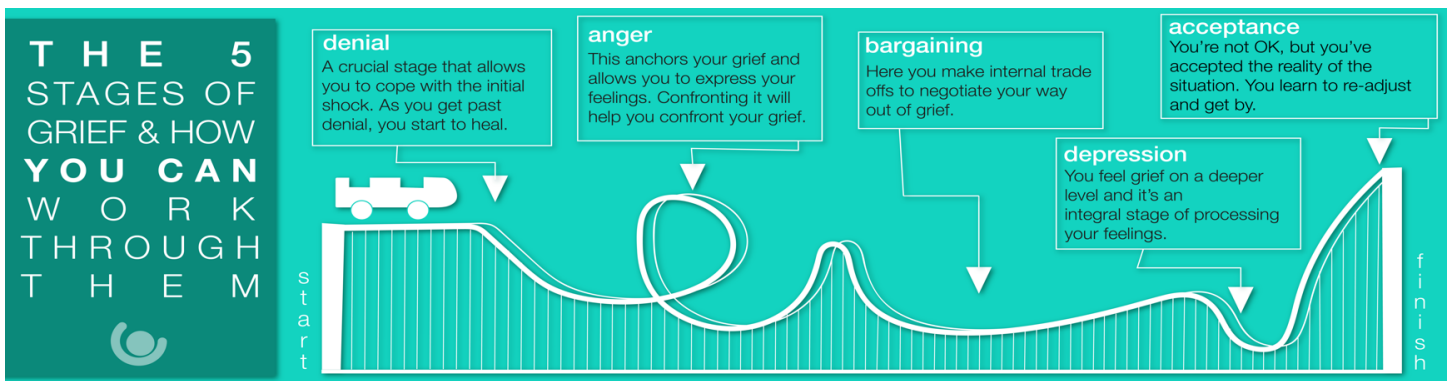 THE 5
STAGES OF
GRIEF & HOW
YOU CAN
WORK
THROUGH
THEM
start
denial
A crucial stage that allows
you to cope with the initial
shock. As you get past
denial, you start to heal.
anger
This anchors your grief and
allows you to express your
feelings. Confronting it will
help you confront your grief.
bargaining
Here you make internal trade
offs to negotiate your way
out of grief.
depression
You feel grief on a deeper
level and it's an
integral stage of processing
your feelings.
acceptance
You're not OK, but you've
accepted the reality of the
situation. You learn to re-adjust
and get by.
finish